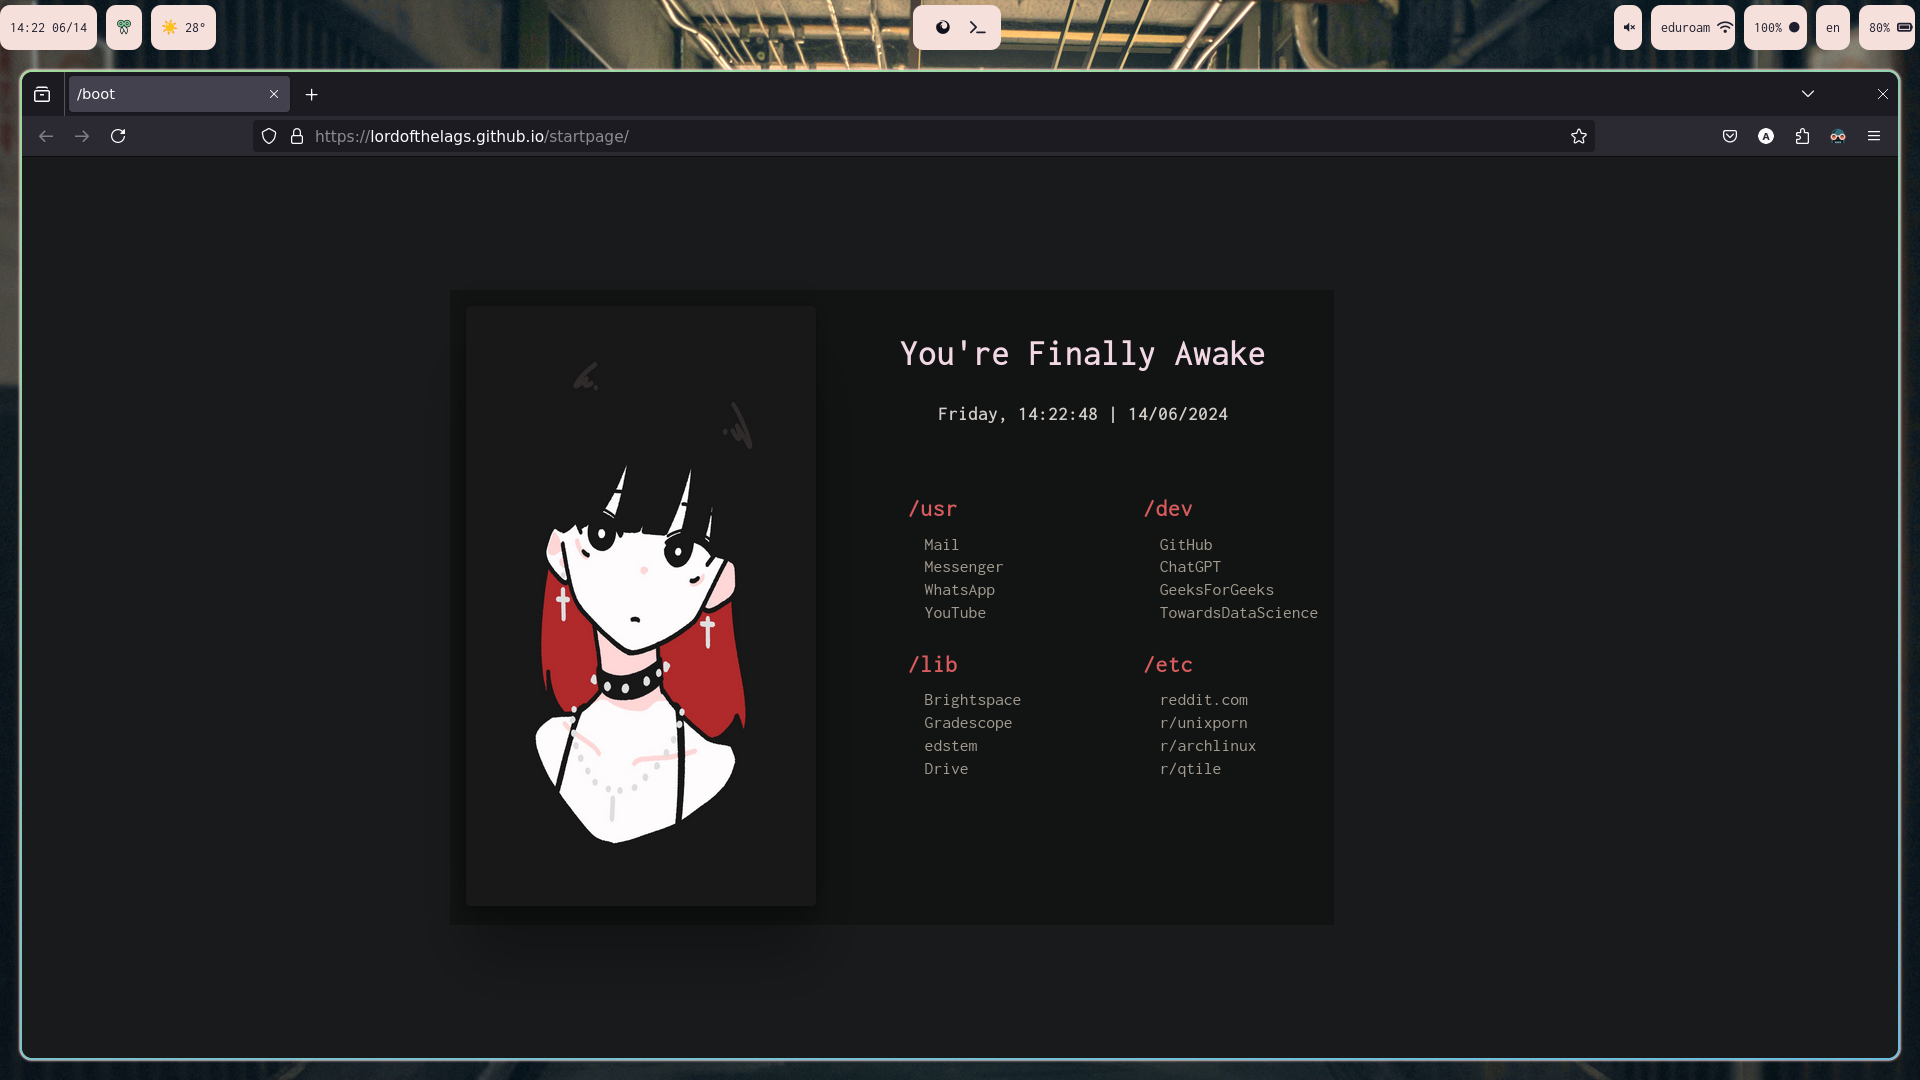 14:22 06/14
28°
eduroam
100%
en
80%
/boot
https://lordofthelags.github.io/startpage/
A
You're Finally Awake
Friday, 14:22:48 | 14/06/2024
/usr
Mail
Messenger
WhatsApp
YouTube
/dev
GitHub
ChatGPT
GeeksForGeeks
TowardsDataScience
/lib
Brightspace
Gradescope
edstem
Drive
/etc
reddit.com
r/unixporn
r/archlinux
r/qtile